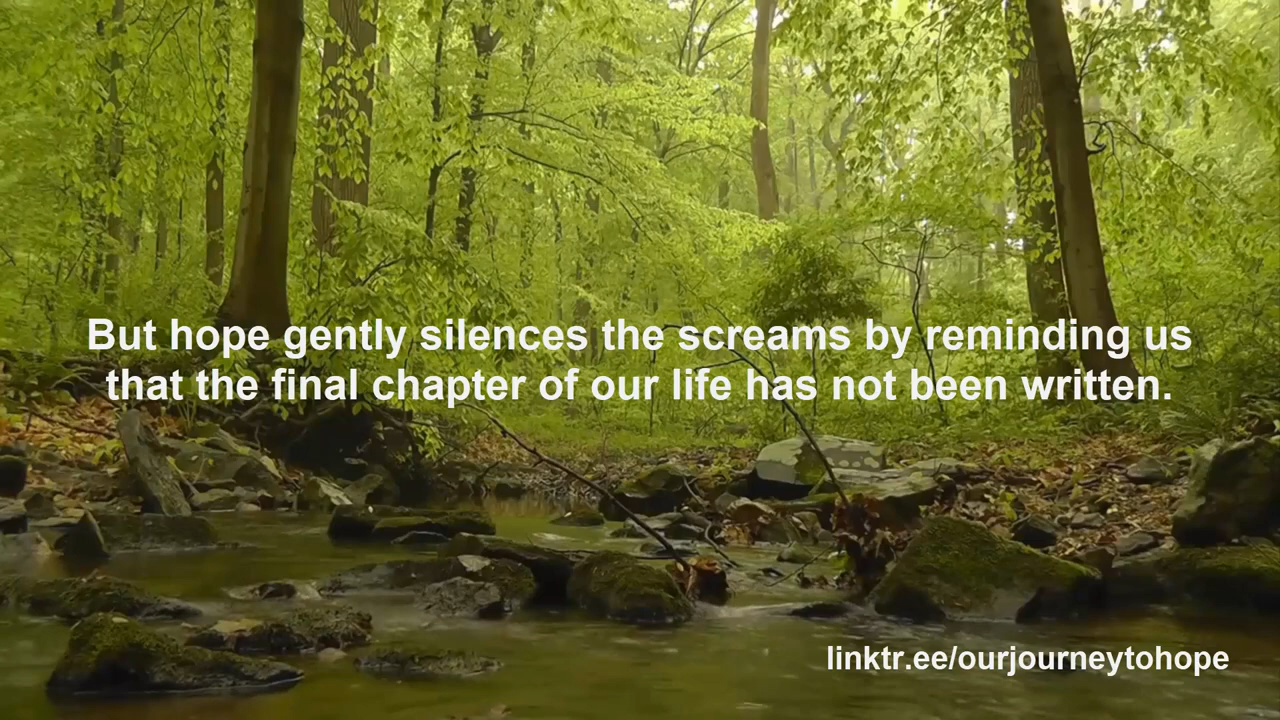 But hope gently silences the screams by reminding us
that the final chapter of our life has not been written.
linktr.ee/ourjourneytohope